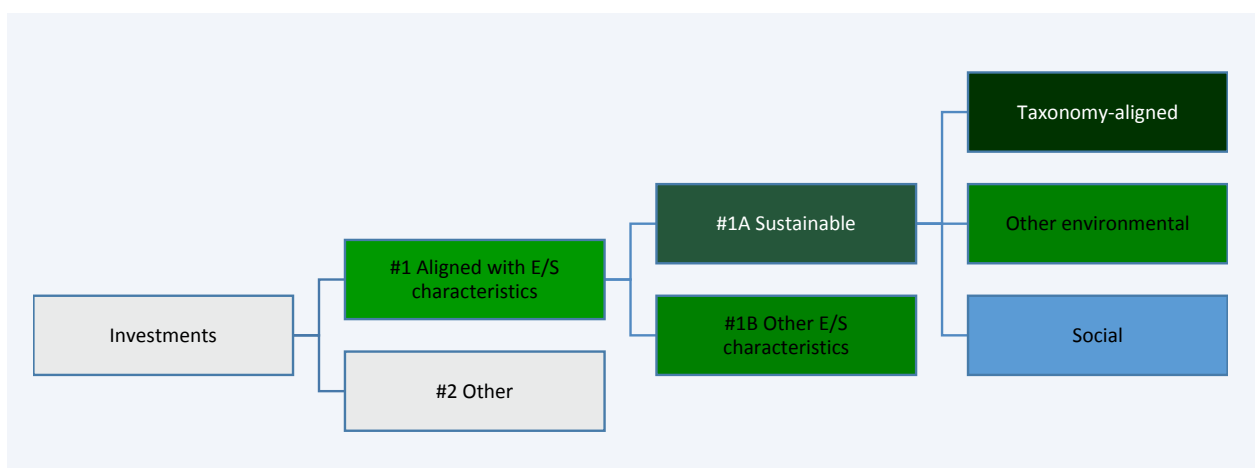 Taxonomy-aligned
#1A Sustainable
Other environmental
#1 Aligned with E/S
characteristics
Investments
#1B Other E/S
characteristics
Social
#2 Other